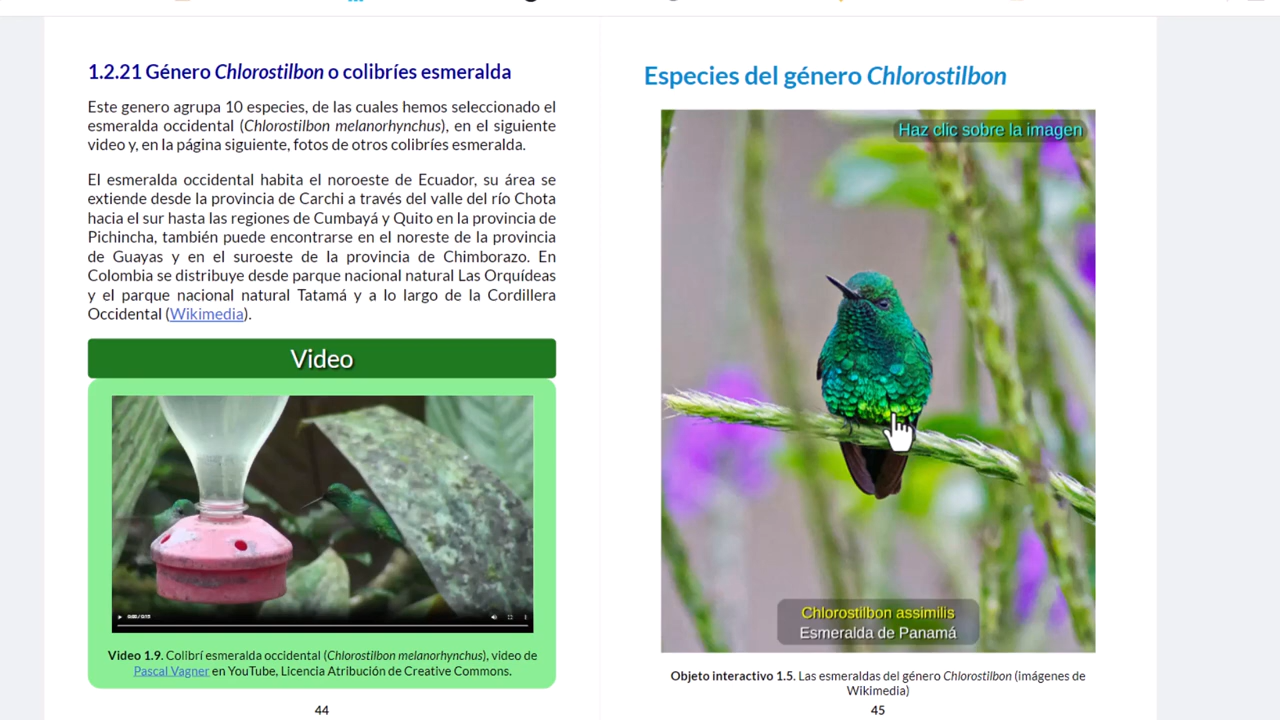 1.2.21 Género Chlorostilbon o colibríes esmeralda
Este genero agrupa 10 especies, de las cuales hemos seleccionado el
esmeralda occidental (Chlorostilbon melanorhynchus), en el siguiente
video y, en la página siguiente, fotos de otros colibríes esmeralda.
El esmeralda occidental habita el noroeste de Ecuador, su área se
extiende desde la provincia de Carchi a través del valle del río Chota
hacia el sur hasta las regiones de Cumbayá y Quito en la provincia de
Pichincha, también puede encontrarse en el noreste de la provincia
de Guayas y en el suroeste de la provincia de Chimborazo. En
Colombia se distribuye desde parque nacional natural Las Orquídeas
y el parque nacional natural Tatamá y a lo largo de la Cordillera
Occidental (Wikimedia).
Video
Video 1.9. Colibrí esmeralda occidental (Chlorostilbon melanorhynchus), video de
Pascal Vagner en YouTube, Licencia Atribución de Creative Commons.
44
Especies del género Chlorostilbon
Haz clic sobre la imagen
Chlorostilbon assimilis
Esmeralda de Panamá
Objeto interactivo 1.5. Las esmeraldas del género Chlorostilbon (imágenes de
Wikimedia)
45